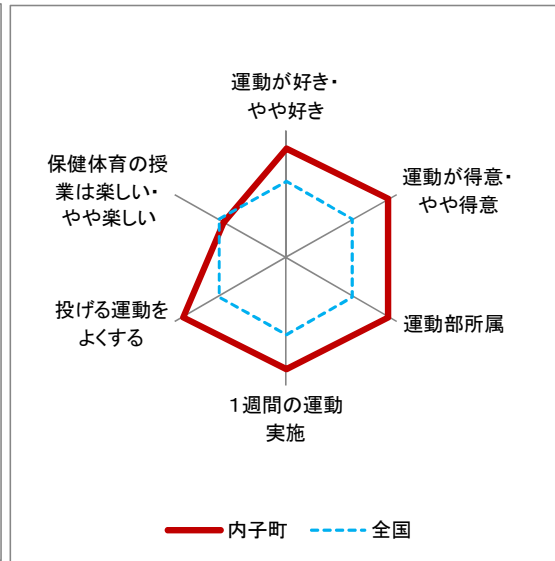 運動が好き・
やや好き
運動が得意・
やや得意
運動部所属
１週間の運動
実施
投げる運動を
よくする
保健体育の授
業は楽しい・
やや楽しい
内子町
全国